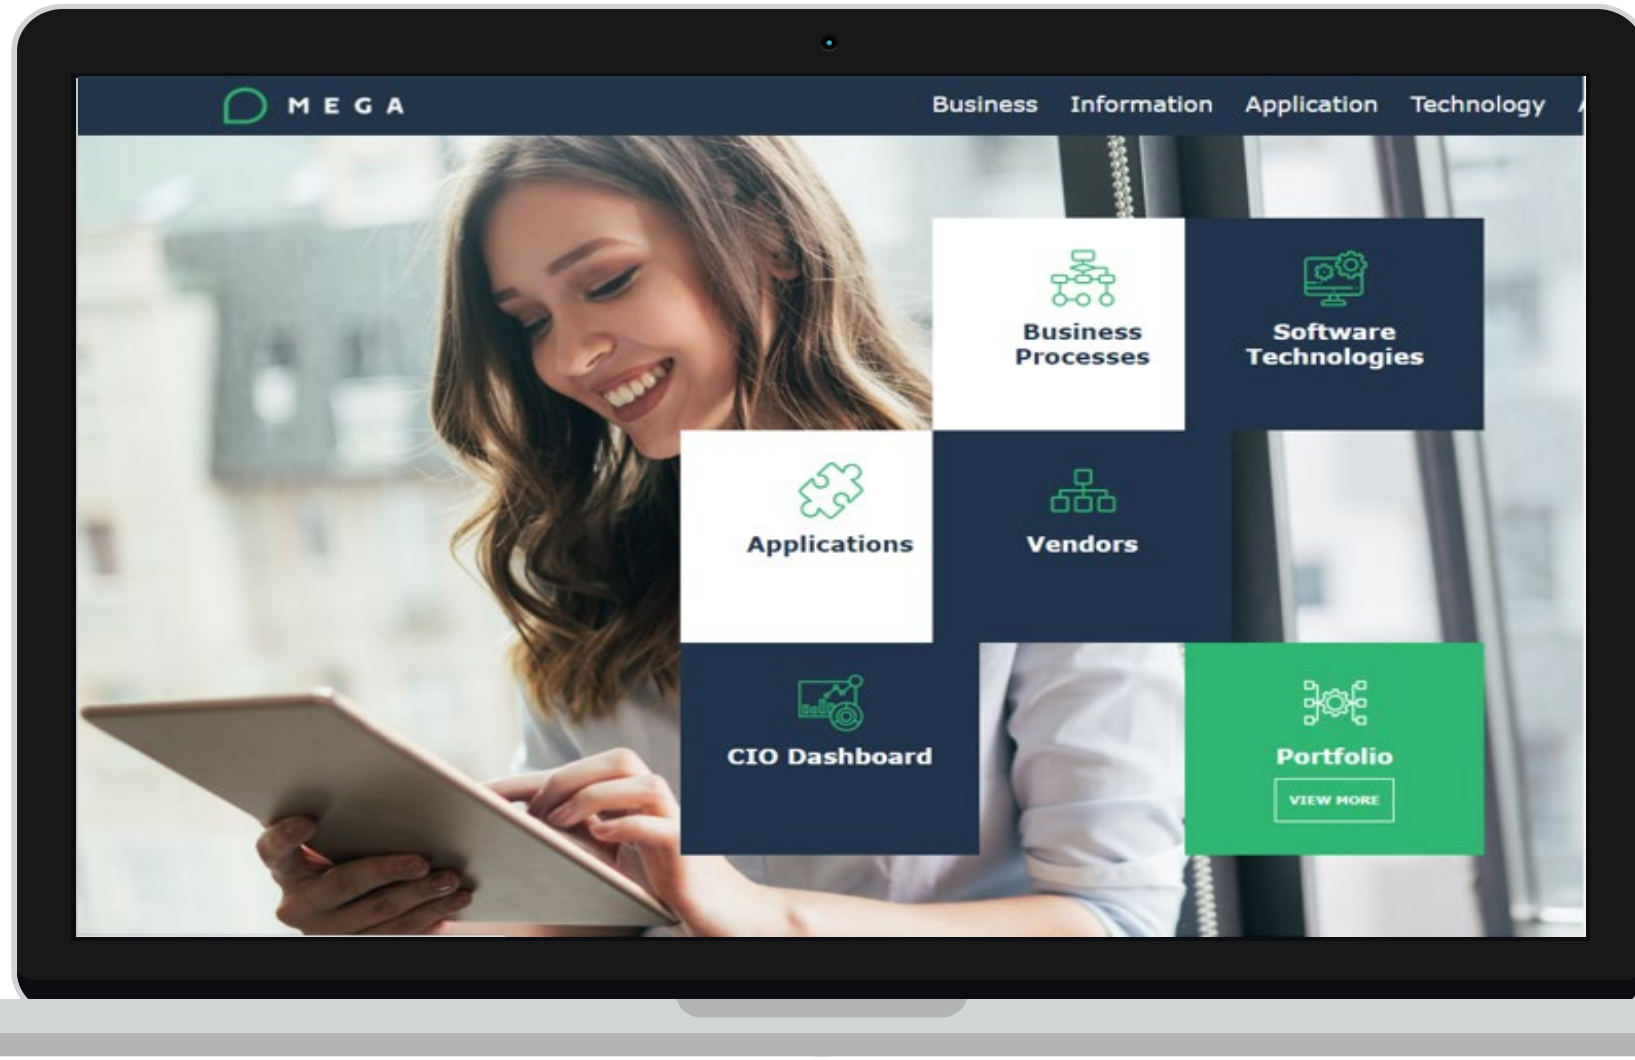 MEGA
Business Information Application Technology
Business
Processes
Software
Technologies
Applications
Vendors
CIO Dashboard
Portfolio
VIEW MORE